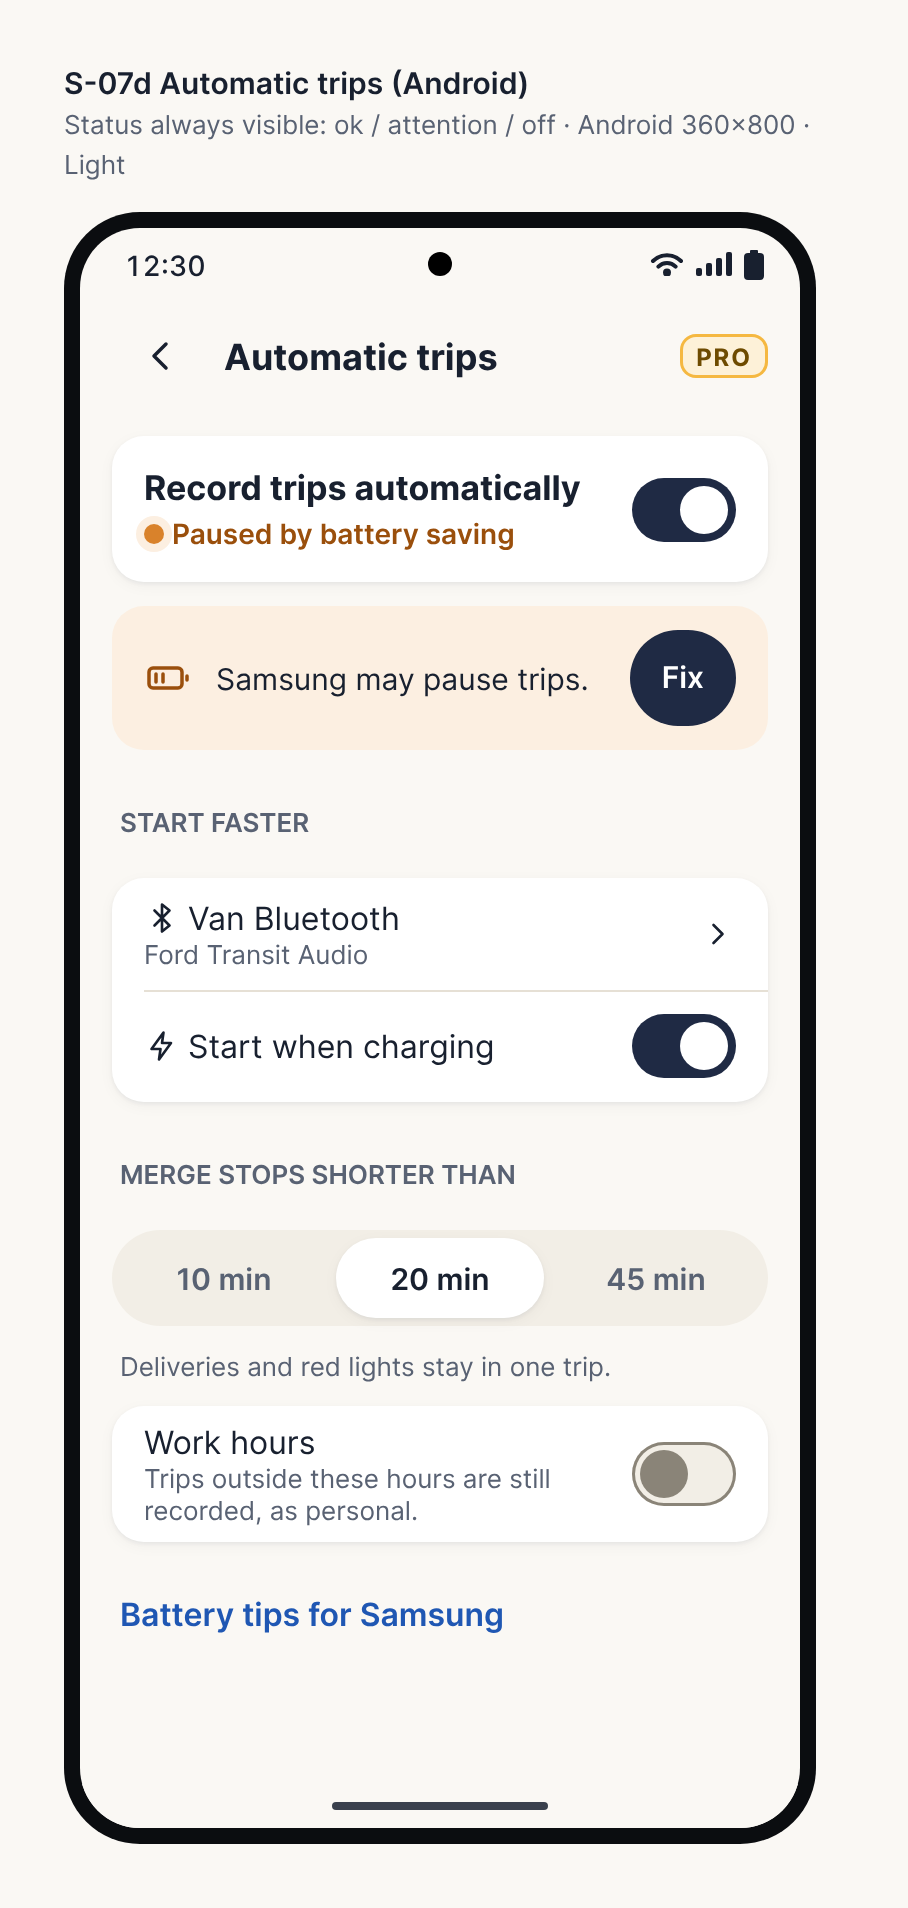 S-07d Automatic trips (Android)
Status always visible: ok / attention / off · Android 360×800 ·
Light
12:30
Automatic trips
PRO
Record trips automatically
Paused by battery saving
Samsung may pause trips.
Fix
START FASTER
Van Bluetooth
Ford Transit Audio
Start when charging
MERGE STOPS SHORTER THAN
10 min
20 min
45 min
Deliveries and red lights stay in one trip.
Work hours
Trips outside these hours are still
recorded, as personal.
Battery tips for Samsung